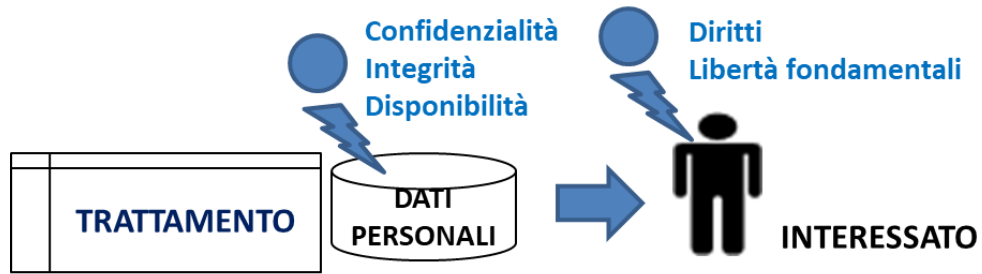 Confidenzialità
Integrità
Disponibilità
Diritti
Libertà fondamentali
TRATTAMENTO
DATI
PERSONALI
INTERESSATO